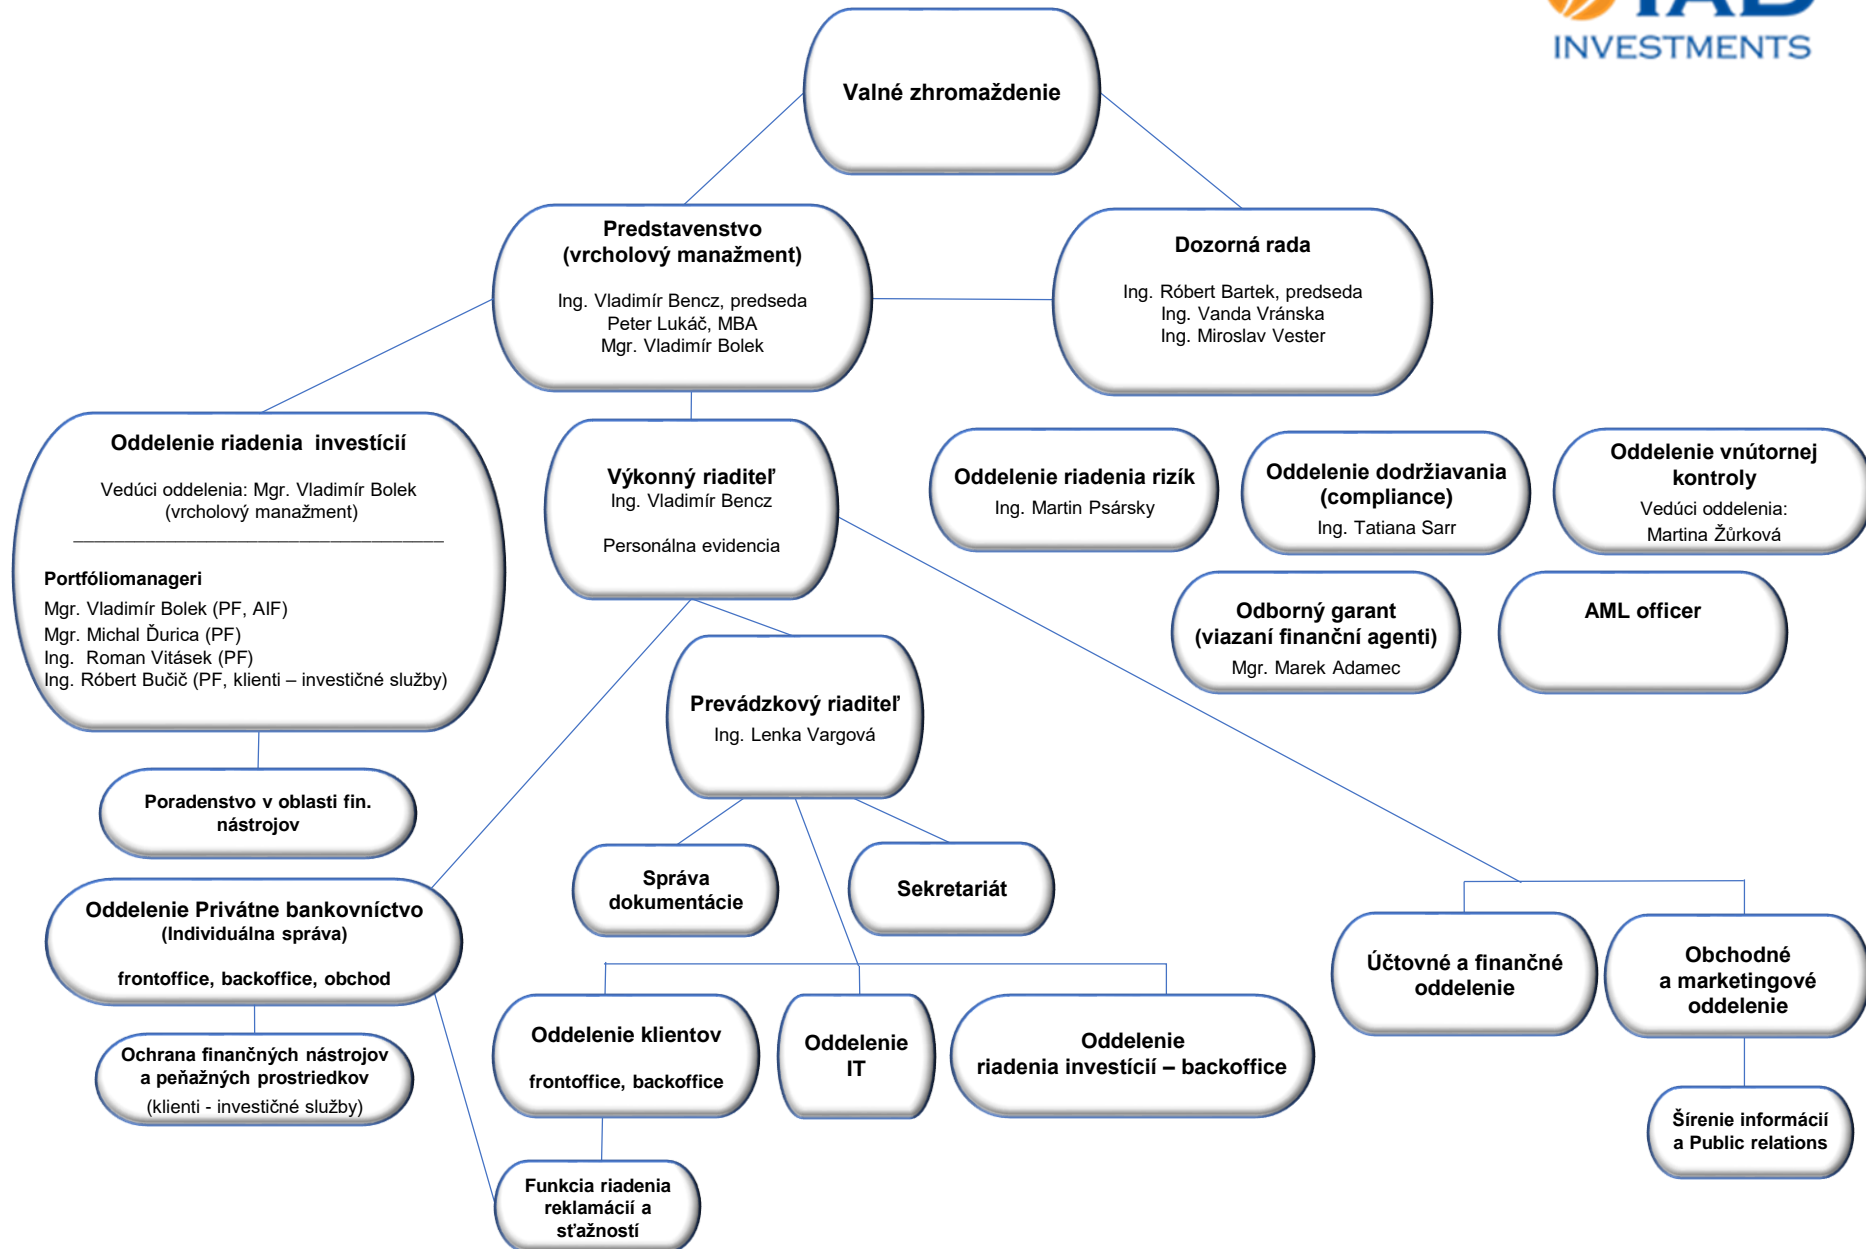 IAD
INVESTMENTS
Valné zhromaždenie
Predstavenstvo
(vrcholový manažment)
Ing. Vladimír Bencz, predseda
Peter Lukáč, MBA
Mgr. Vladimír Bolek
Dozorná rada
Ing. Róbert Bartek, predseda
Ing. Vanda Vránska
Ing. Miroslav Vester
Oddelenie riadenia investícií
Vedúci oddelenia: Mgr. Vladimír Bolek
(vrcholový manažment)
Portfóliomanageri
Mgr. Vladimír Bolek (PF, AIF)
Mgr. Michal Ďurica (PF)
Ing. Roman Vitásek (PF)
Ing. Róbert Bučič (PF, klienti – investičné služby)
Výkonný riaditeľ
Ing. Vladimír Bencz
Personálna evidencia
Oddelenie riadenia rizík
Ing. Martin Psársky
Oddelenie dodržiavania
(compliance)
Ing. Tatiana Sarr
Oddelenie vnútornej
kontroly
Vedúci oddelenia:
Martina Žůrková
Odborný garant
(viazaní finanční agenti)
Mgr. Marek Adamec
AML officer
Prevádzkový riaditeľ
Ing. Lenka Vargová
Poradenstvo v oblasti fin.
nástrojov
Správa
dokumentácie
Sekretariát
Oddelenie Privátne bankovníctvo
(Individuálna správa)
frontoffice, backoffice, obchod
Účtovné a finančné
oddelenie
Obchodné
a marketingové
oddelenie
Ochrana finančných nástrojov
a peňažných prostriedkov
(klienti - investičné služby)
Oddelenie klientov
frontoffice, backoffice
Oddelenie
IT
Oddelenie
riadenia investícií – backoffice
Šírenie informácií
a Public relations
Funkcia riadenia
reklamácií a
sťažností